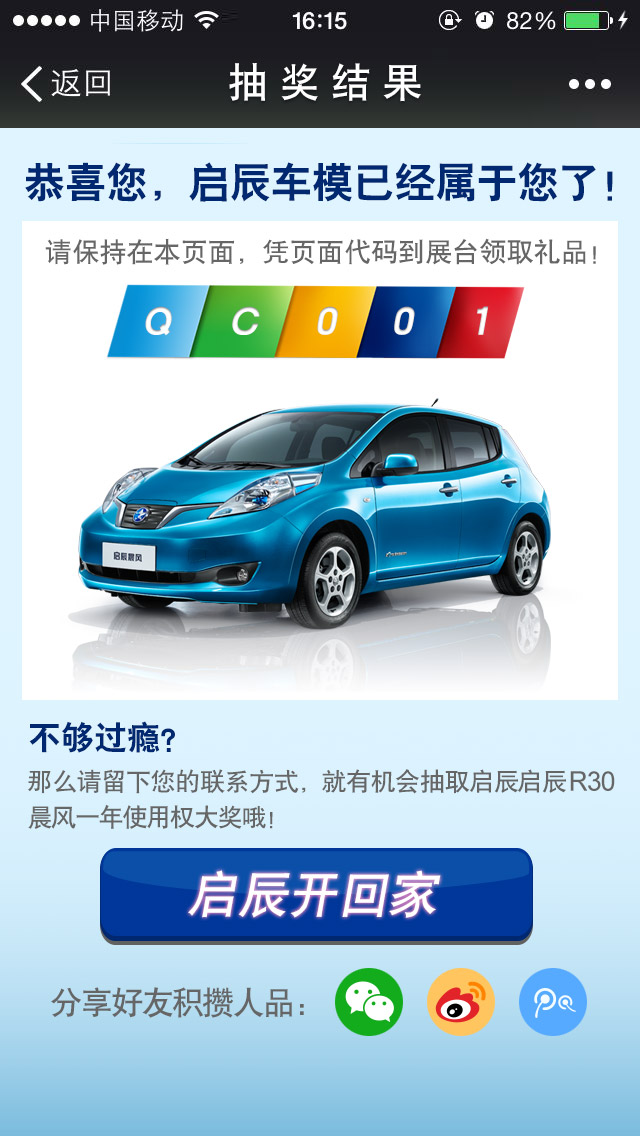 中国移动 16:15 82%
返回 抽奖结果
恭喜您，启辰车模已经属于您了！
请保持在本页面，凭页面代码到展台领取礼品！
Q C 0 0 1
启辰晨风
不够过瘾？
那么请留下您的联系方式，就有机会抽取启辰启辰R30
晨风一年使用权大奖哦！
启辰开回家
分享好友积攒人品：